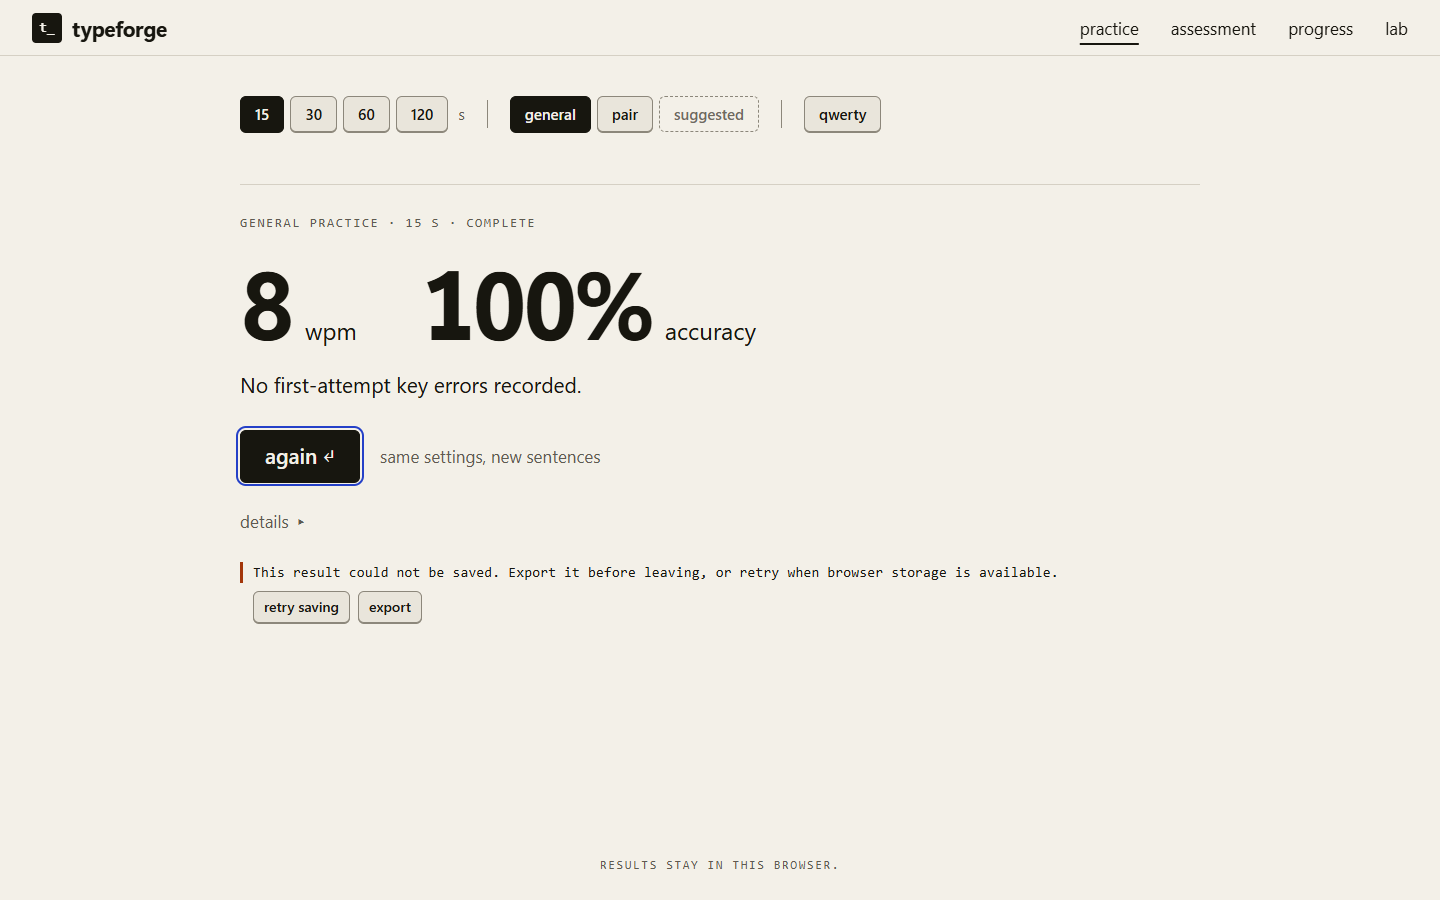 t_ typeforge practice assessment progress lab
15 30 60 120 s general pair suggested qwerty
GENERAL PRACTICE · 15 S · COMPLETE
8 wpm 100% accuracy
No first-attempt key errors recorded.
again ↵ same settings, new sentences
details ▸
This result could not be saved. Export it before leaving, or retry when browser storage is available.
retry saving export
RESULTS STAY IN THIS BROWSER.